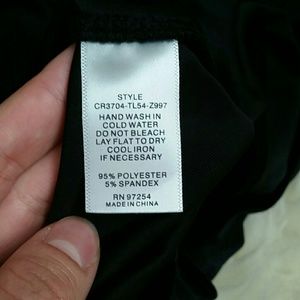 STYLE
CR3704-TL54-Z997
HAND WASH IN
COLD WATER
DO NOT BLEACH
LAY FLAT TO DRY
COOL IRON
IF NECESSARY
95% POLYESTER
5% SPANDEX
RN 97254
MADE IN CHINA